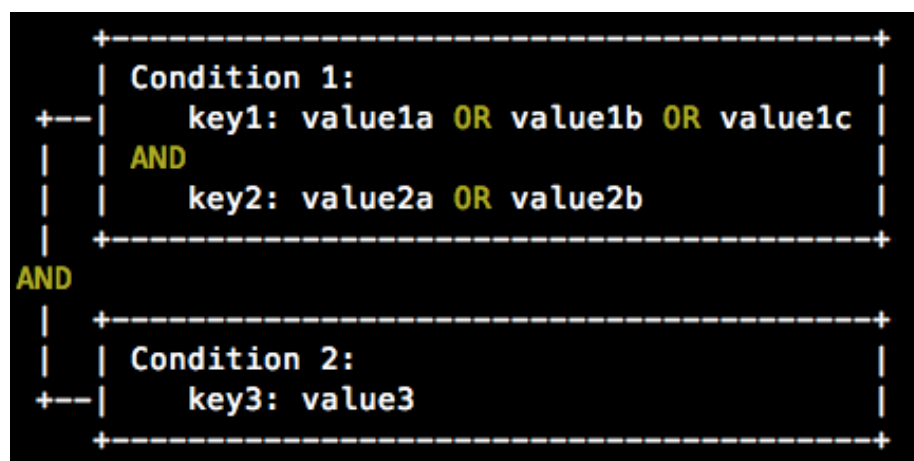 Condition 1:
key1: value1a OR value1b OR value1c
AND
key2: value2a OR value2b
AND
Condition 2:
key3: value3